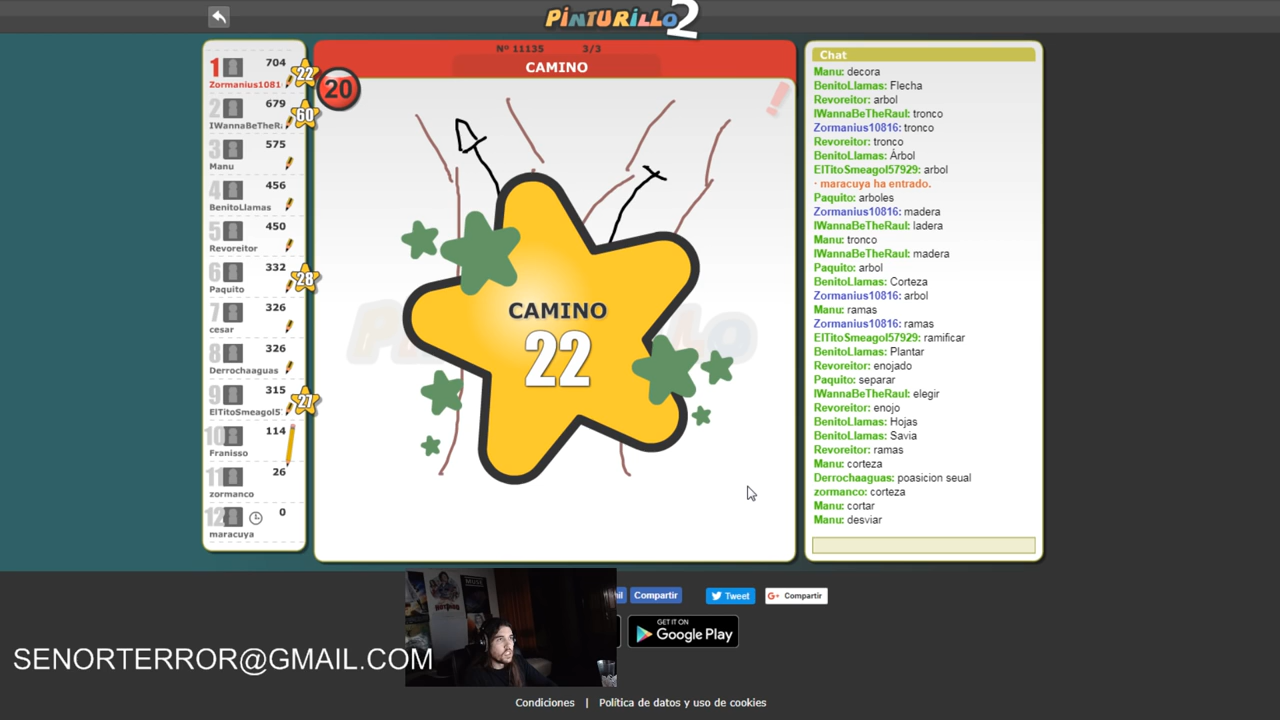 PINTURILLO 2
Nº 11135 3/3
CAMINO
20
1 704 22
Zormanius1081
2 679 60
IWannaBeTheR
3 575
Manu
4 456
BenitoLlamas
5 450
Revoreitor
6 332 28
Paquito
7 326
cesar
8 326
Derrochaaguas
9 315 27
ElTitoSmeagol5
10 114
Franisso
11 26
zormanco
12 0
maracuya
!
CAMINO
22
Chat
Manu: decora
BenitoLlamas: Flecha
Revoreitor: arbol
IWannaBeTheRaul: tronco
Zormanius10816: tronco
Revoreitor: tronco
BenitoLlamas: Árbol
ElTitoSmeagol57929: arbol
· maracuya ha entrado.
Paquito: arboles
Zormanius10816: madera
IWannaBeTheRaul: ladera
Manu: tronco
IWannaBeTheRaul: madera
Paquito: arbol
BenitoLlamas: Corteza
Zormanius10816: arbol
Manu: ramas
Zormanius10816: ramas
ElTitoSmeagol57929: ramificar
BenitoLlamas: Plantar
Revoreitor: enojado
Paquito: separar
IWannaBeTheRaul: elegir
Revoreitor: enojo
BenitoLlamas: Hojas
BenitoLlamas: Savia
Revoreitor: ramas
Manu: corteza
Derrochaaguas: poasicion seual
zormanco: corteza
Manu: cortar
Manu: desviar
Compartir Tweet G+ Compartir
GET IT ON
Google Play
SENORTERROR@GMAIL.COM
Condiciones | Política de datos y uso de cookies